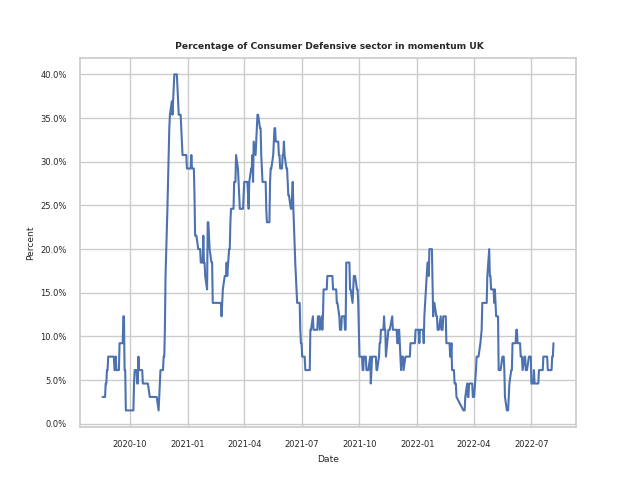 Percentage of Consumer Defensive sector in momentum UK
40.0%
35.0%
30.0%
25.0%
20.0%
15.0%
10.0%
5.0%
0.0%
Percent
2020-10 2021-01 2021-04 2021-07 2021-10 2022-01 2022-04 2022-07
Date